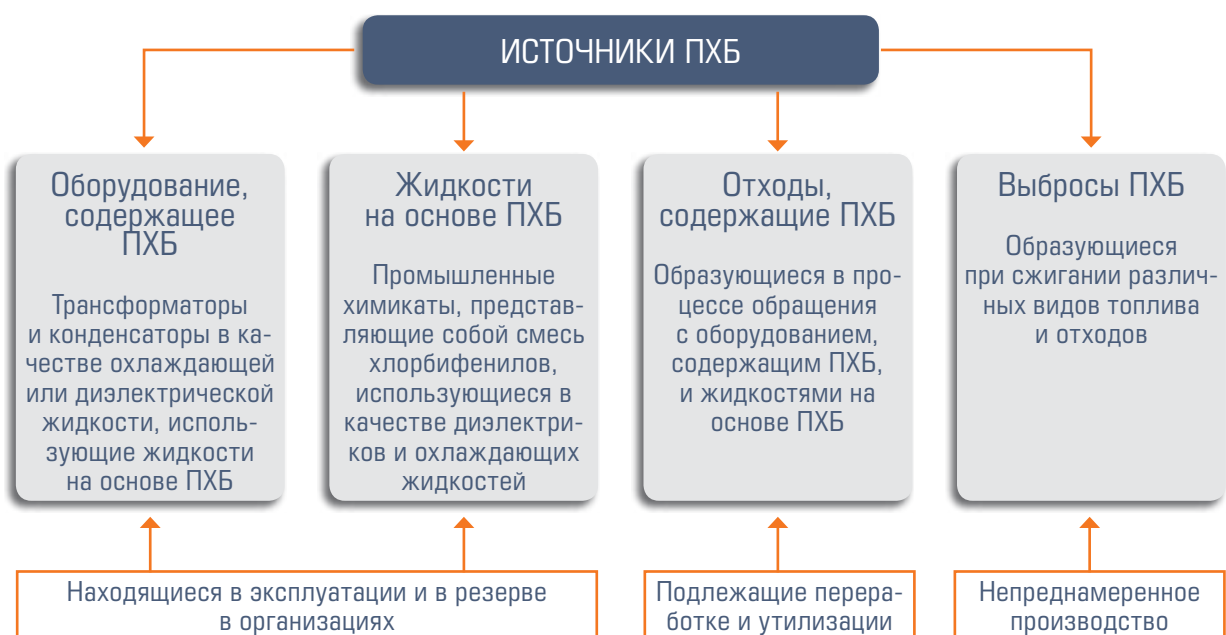 ИСТОЧНИКИ ПХБ
Оборудование,
содержащее
ПХБ
Трансформаторы
и конденсаторы в ка-
честве охлаждающей
или диэлектрической
жидкости, исполь-
зующие жидкости
на основе ПХБ
Жидкости
на основе ПХБ
Промышленные
химикаты, представ-
ляющие собой смесь
хлорбифенилов,
использующиеся в
качестве диэлектри-
ков и охлаждающих
жидкостей
Отходы,
содержащие ПХБ
Образующиеся в про-
цессе обращения
с оборудованием,
содержащим ПХБ,
и жидкостями на
основе ПХБ
Выбросы ПХБ
Образующиеся
при сжигании различ-
ных видов топлива
и отходов
Находящиеся в эксплуатации и в резерве
в организациях
Подлежащие перера-
ботке и утилизации
Непреднамеренное
производство